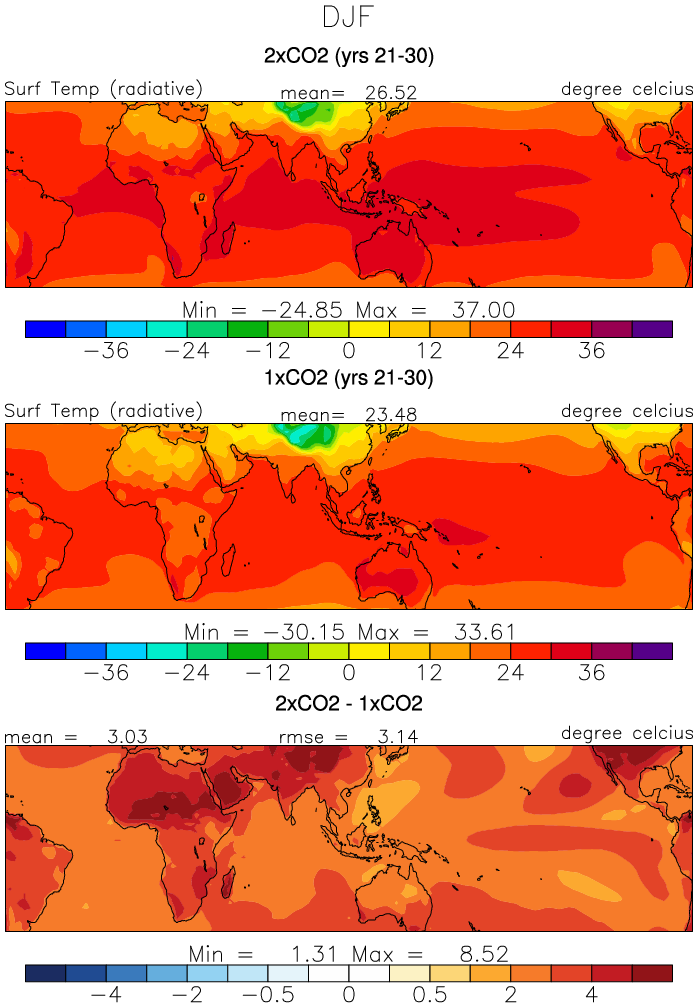 DJF
2xCO2 (yrs 21-30)
Surf Temp (radiative) mean= 26.52 degree celcius
Min = −24.85 Max = 37.00
−36 −24 −12 0 12 24 36
1xCO2 (yrs 21-30)
Surf Temp (radiative) mean= 23.48 degree celcius
Min = −30.15 Max = 33.61
−36 −24 −12 0 12 24 36
2xCO2 - 1xCO2
mean = 3.03 rmse = 3.14 degree celcius
Min = 1.31 Max = 8.52
−4 −2 −0.5 0 0.5 2 4